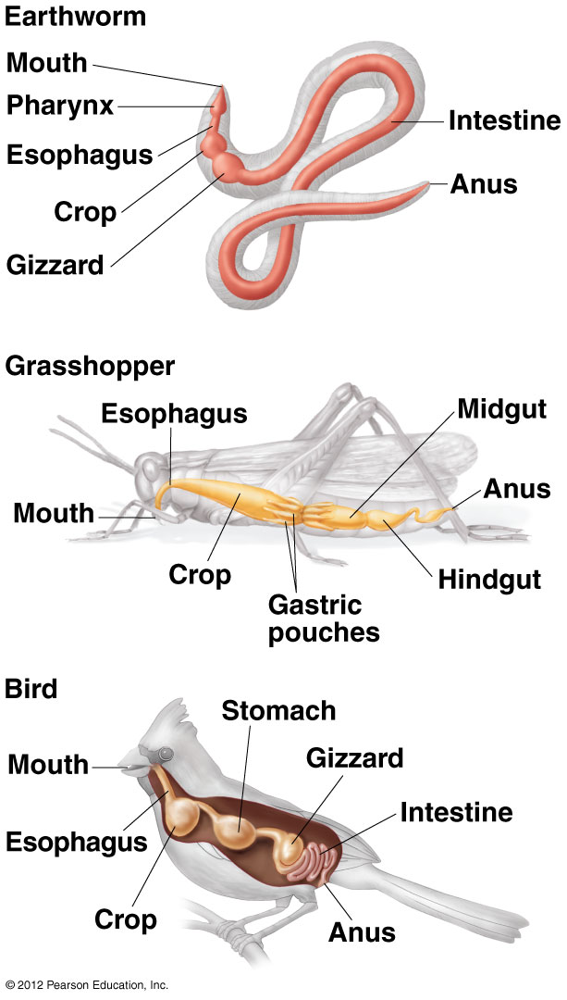 Earthworm
Mouth
Pharynx
Esophagus
Crop
Gizzard
Intestine
Anus
Grasshopper
Esophagus
Midgut
Mouth
Anus
Crop
Hindgut
Gastric
pouches
Bird
Stomach
Mouth
Gizzard
Intestine
Esophagus
Crop
Anus
© 2012 Pearson Education, Inc.